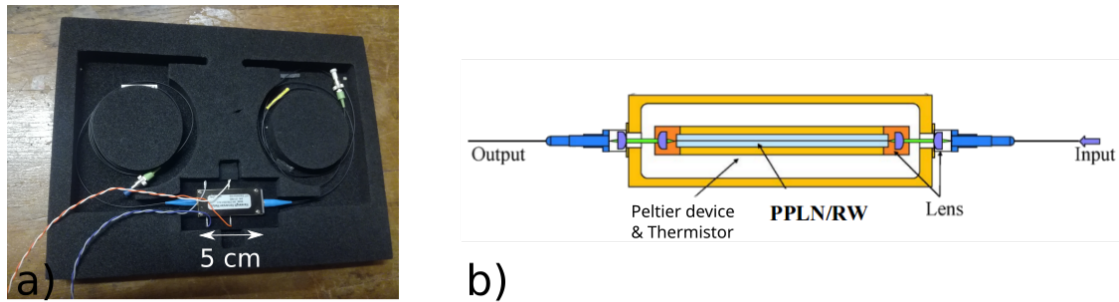 5 cm
a)
Output
Input
Peltier device
& Thermistor
PPLN/RW
Lens
b)